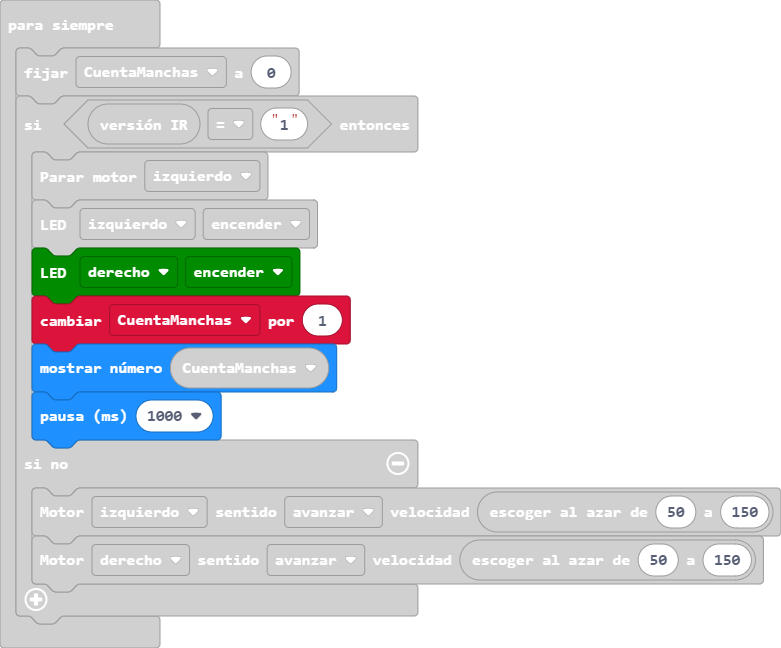 para siempre
fijar CuentaManchas a 0
si versión IR = "1" entonces
Parar motor izquierdo
LED izquierdo encender
LED derecho encender
cambiar CuentaManchas por 1
mostrar número CuentaManchas
pausa (ms) 1000
si no
Motor izquierdo sentido avanzar velocidad escoger al azar de 50 a 150
Motor derecho sentido avanzar velocidad escoger al azar de 50 a 150